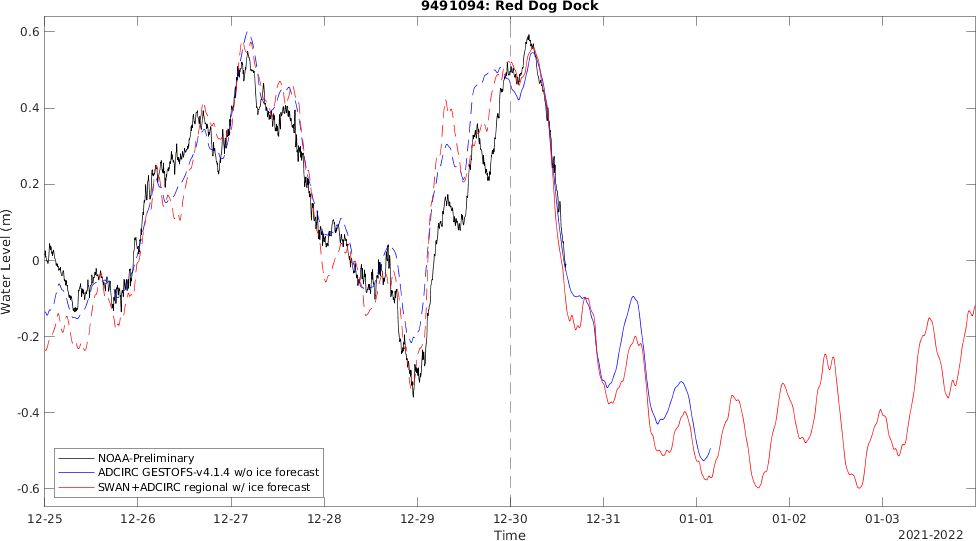 9491094: Red Dog Dock
0.6
0.4
0.2
0
-0.2
-0.4
-0.6
Water Level (m)
NOAA-Preliminary
ADCIRC GESTOFS-v4.1.4 w/o ice forecast
SWAN+ADCIRC regional w/ ice forecast
12-25 12-26 12-27 12-28 12-29 12-30 12-31 01-01 01-02 01-03
Time
2021-2022